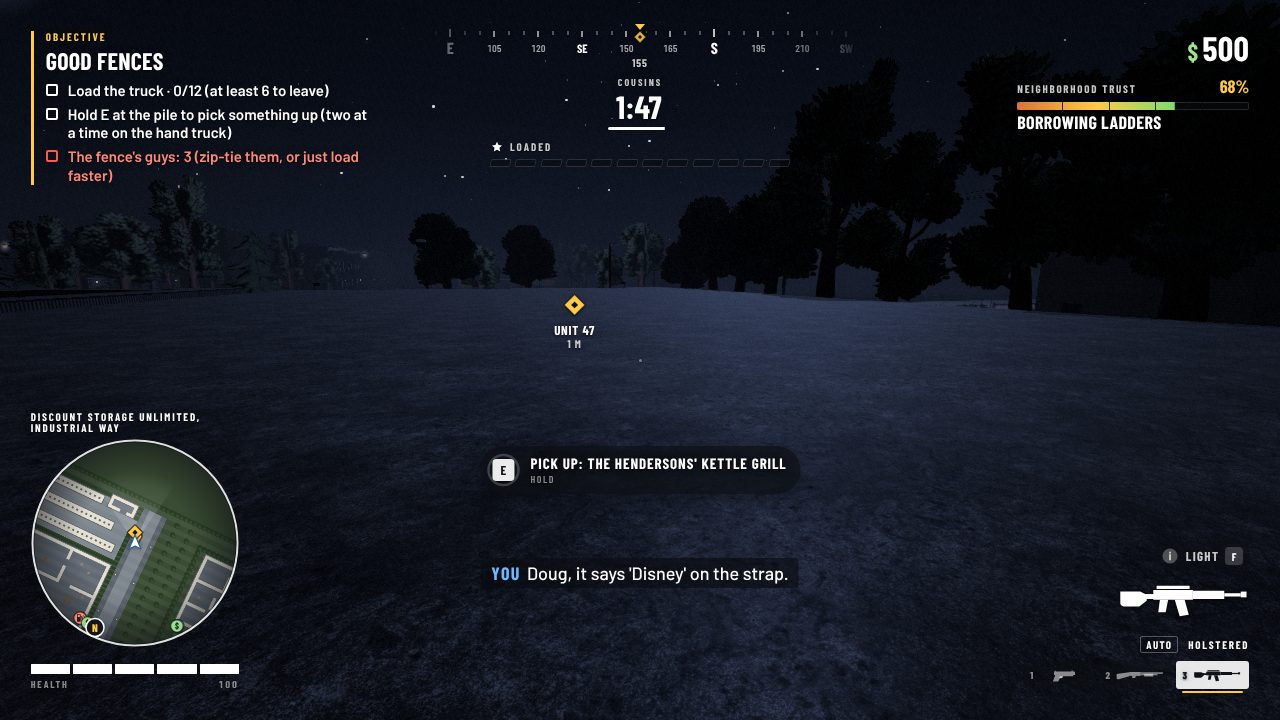 OBJECTIVE
GOOD FENCES
Load the truck · 0/12 (at least 6 to leave)
Hold E at the pile to pick something up (two at
a time on the hand truck)
The fence's guys: 3 (zip-tie them, or just load
faster)
E 105 120 SE 150 165 S 195 210 SW
155
COUSINS
1:47
LOADED
$ 500
NEIGHBORHOOD TRUST 68%
BORROWING LADDERS
UNIT 47
1 M
DISCOUNT STORAGE UNLIMITED,
INDUSTRIAL WAY
N
$
HEALTH 100
E PICK UP: THE HENDERSONS' KETTLE GRILL
HOLD
YOU Doug, it says 'Disney' on the strap.
i LIGHT F
AUTO HOLSTERED
1 2 3